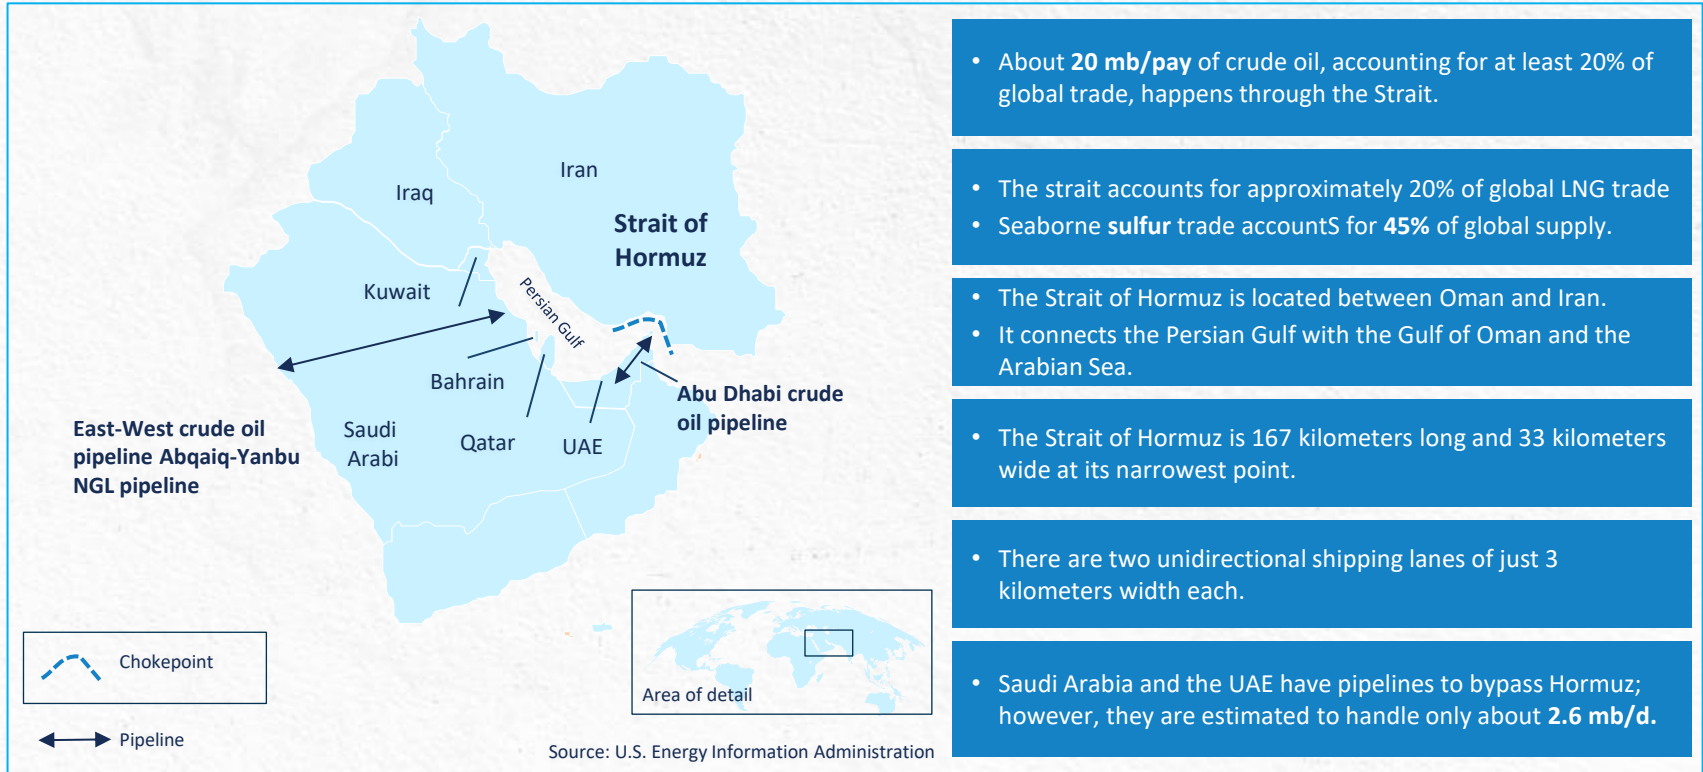 Iran
Iraq
Strait of
Hormuz
Kuwait
Persian Gulf
Bahrain
Abu Dhabi crude
oil pipeline
East-West crude oil
pipeline Abqaiq-Yanbu
NGL pipeline
Saudi
Arabi
Qatar
UAE
Chokepoint
Pipeline
Area of detail
Source: U.S. Energy Information Administration
• About 20 mb/pay of crude oil, accounting for at least 20% of
global trade, happens through the Strait.
• The strait accounts for approximately 20% of global LNG trade
• Seaborne sulfur trade accountS for 45% of global supply.
• The Strait of Hormuz is located between Oman and Iran.
• It connects the Persian Gulf with the Gulf of Oman and the
Arabian Sea.
• The Strait of Hormuz is 167 kilometers long and 33 kilometers
wide at its narrowest point.
• There are two unidirectional shipping lanes of just 3
kilometers width each.
• Saudi Arabia and the UAE have pipelines to bypass Hormuz;
however, they are estimated to handle only about 2.6 mb/d.